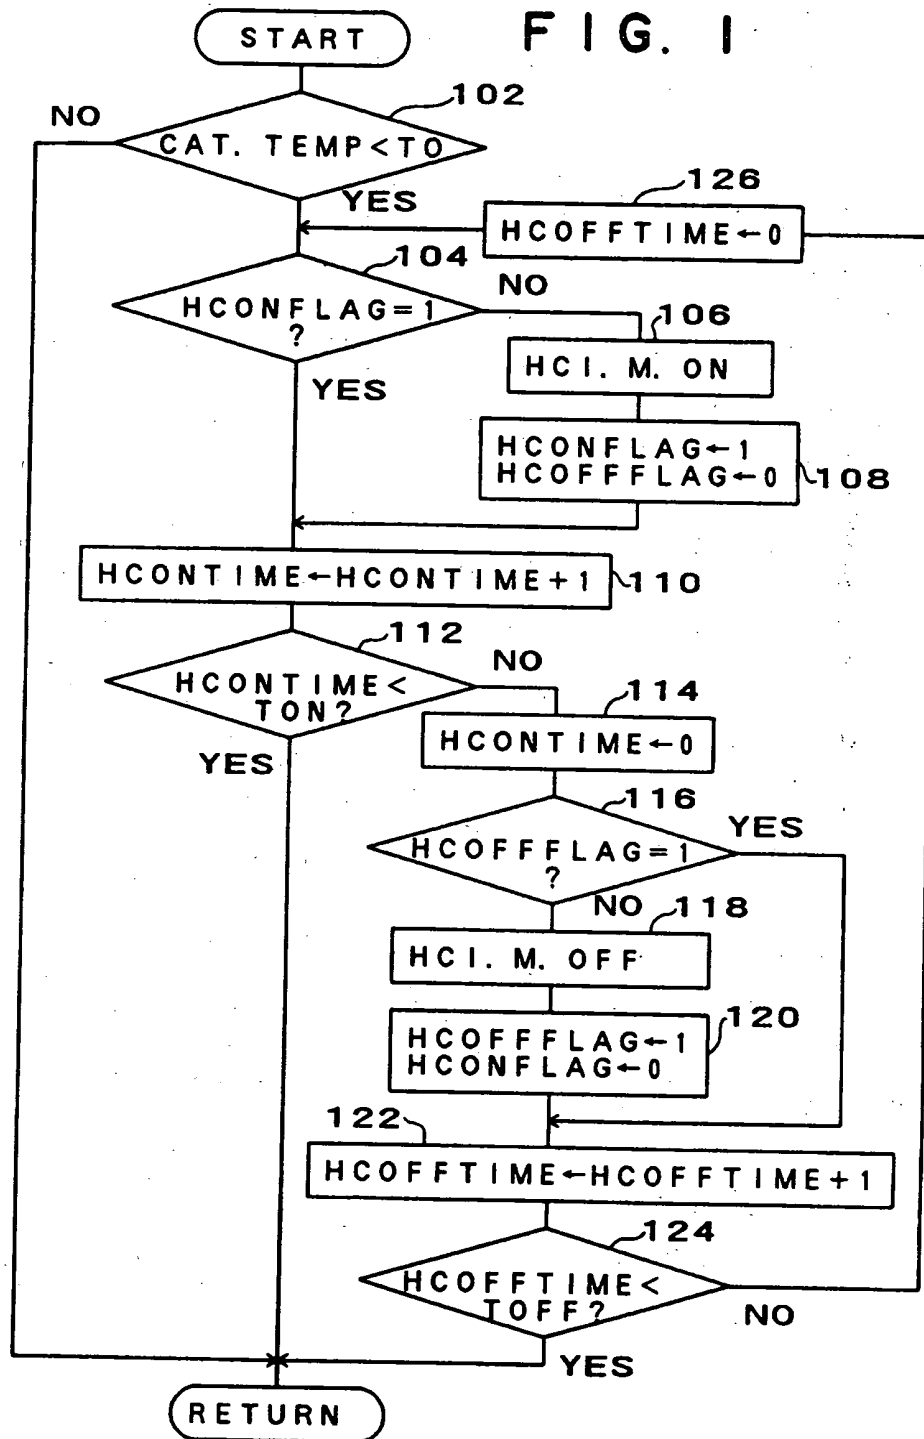 FIG. 1
START
102
NO
CAT. TEMP<TO
YES
126
HCOFFTIME←0
104
HCONFLAG=1
?
NO
106
HCI. M. ON
YES
HCONFLAG←1
HCOFFFLAG←0
108
HCONTIME←HCONTIME+1
110
112
HCONTIME<
TON?
NO
114
HCONTIME←0
YES
116
HCOFFFLAG=1
?
YES
NO
118
HCI. M. OFF
120
HCOFFFLAG←1
HCONFLAG←0
122
HCOFFTIME←HCOFFTIME+1
124
HCOFFTIME<
TOFF?
NO
YES
RETURN